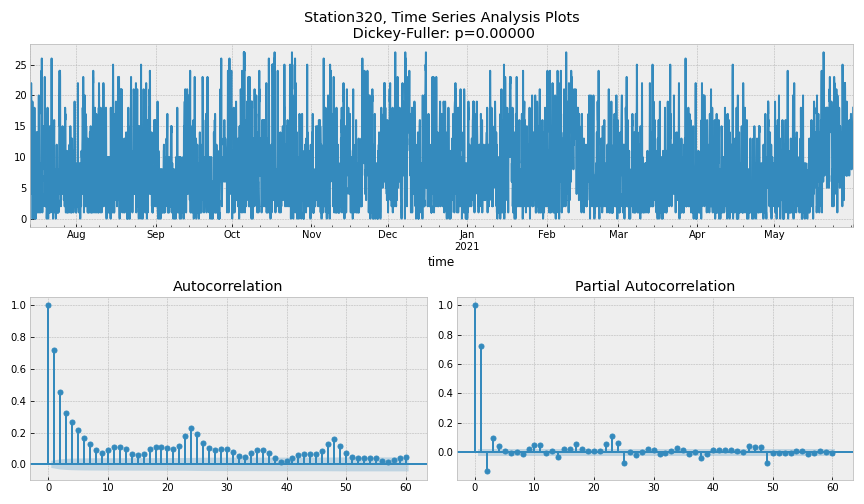 Station320, Time Series Analysis Plots
Dickey-Fuller: p=0.00000
25
20
15
10
5
0
Aug Sep Oct Nov Dec Jan Feb Mar Apr May
2021
time
Autocorrelation Partial Autocorrelation
1.0 1.0
0.8 0.8
0.6 0.6
0.4 0.4
0.2 0.2
0.0 0.0
0 10 20 30 40 50 60 0 10 20 30 40 50 60